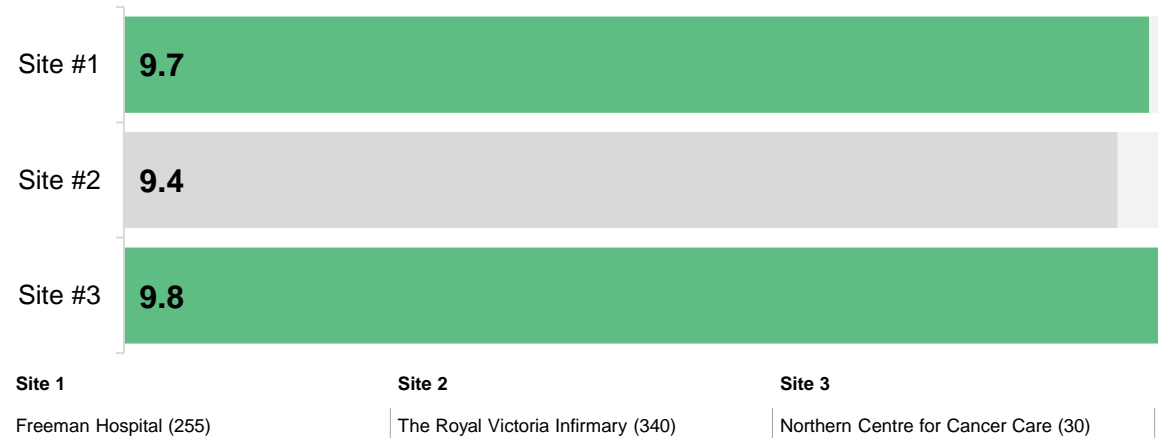 Site #1 9.7
Site #2 9.4
Site #3 9.8
Site 1 Site 2 Site 3
Freeman Hospital (255) The Royal Victoria Infirmary (340) Northern Centre for Cancer Care (30)